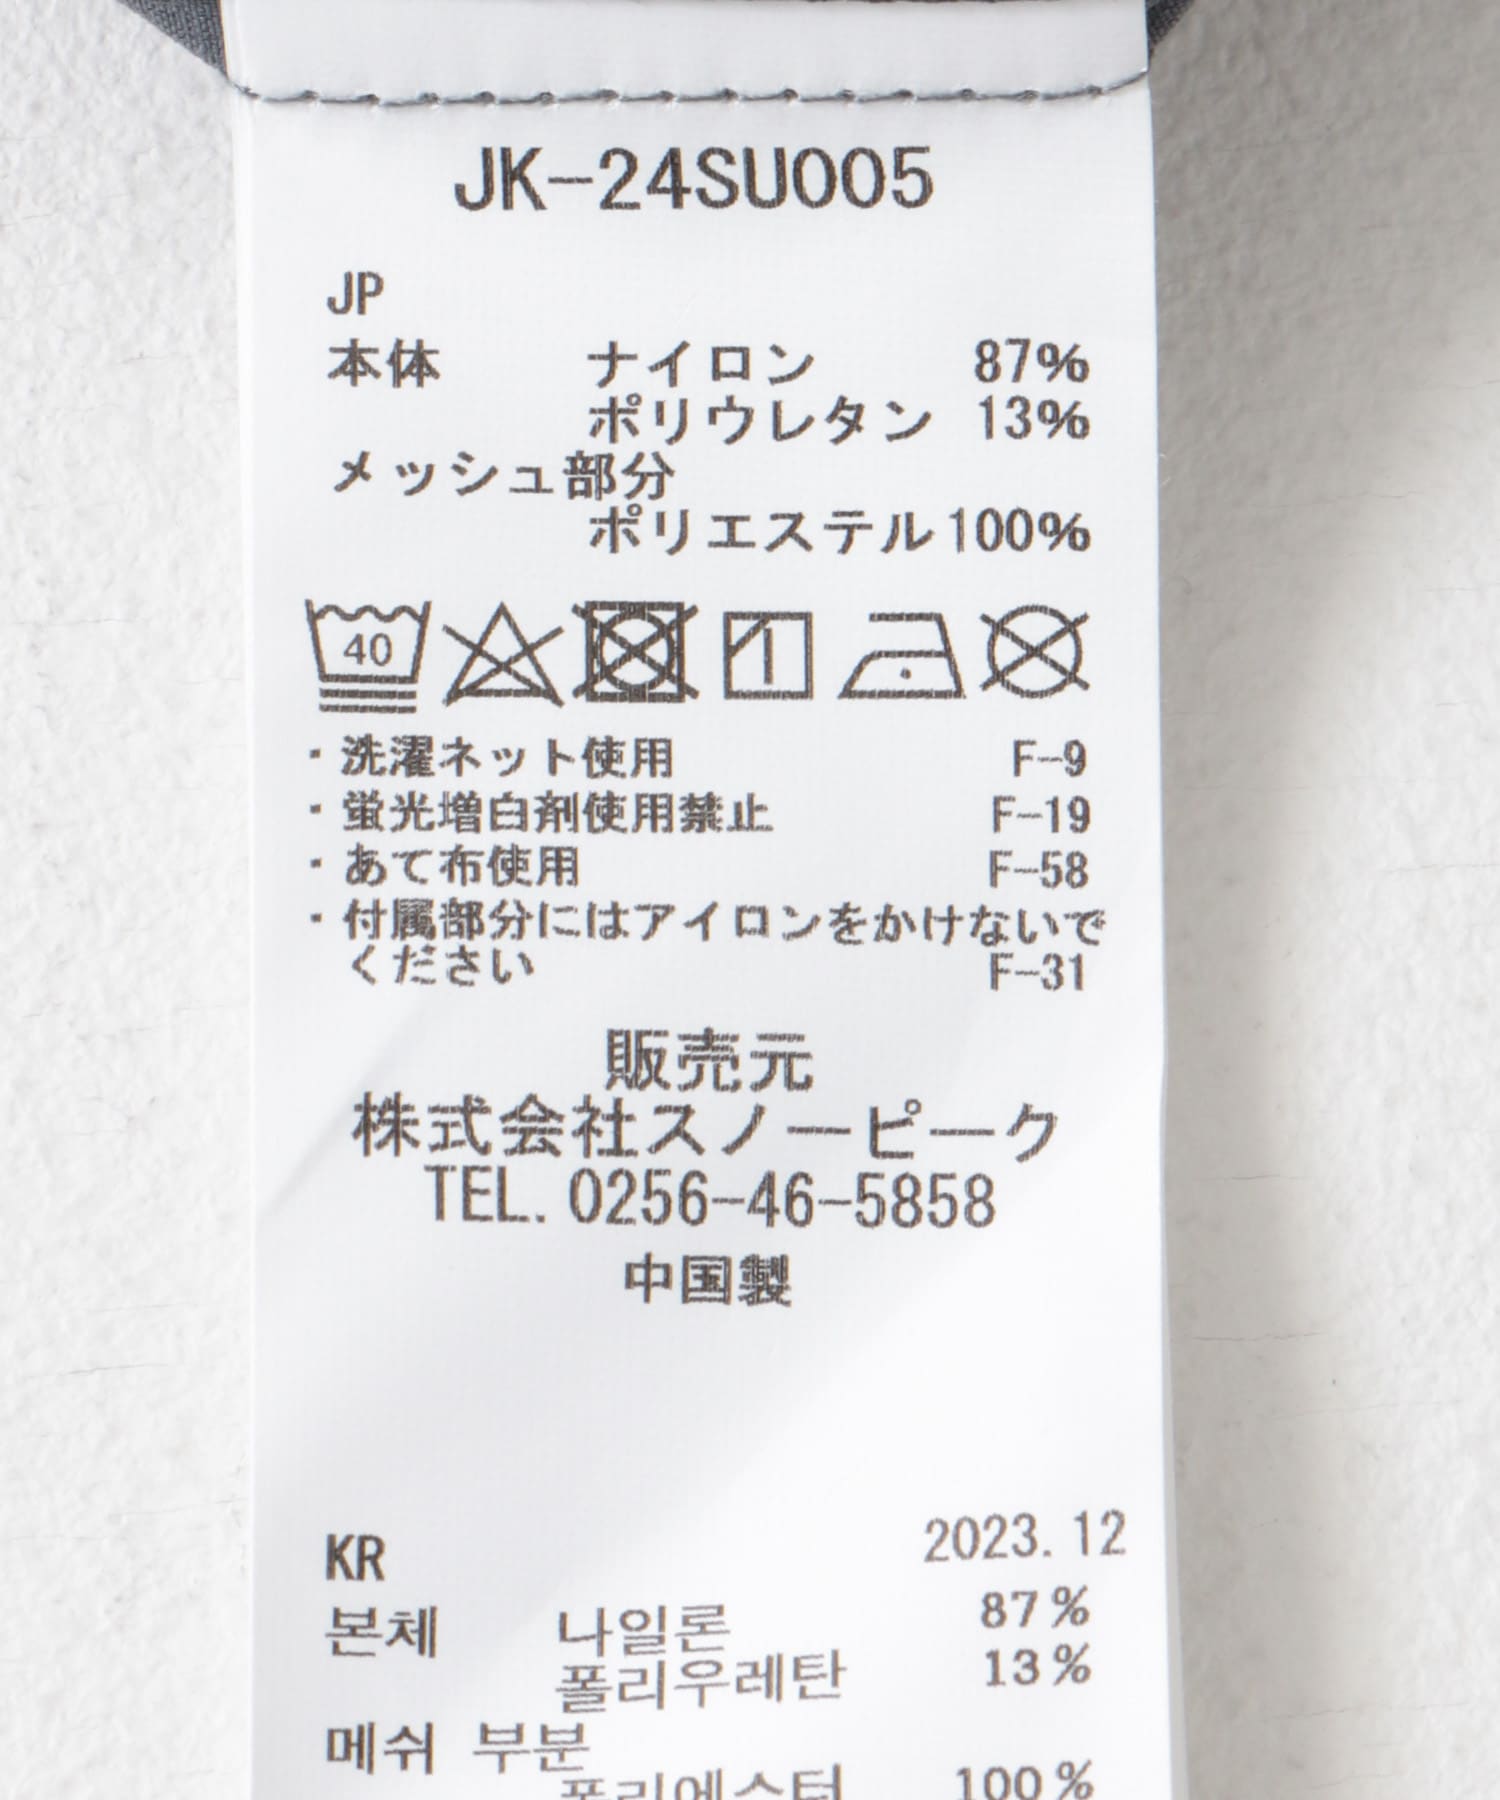 JK-24SU005
JP
本体 ナイロン 87%
ポリウレタン 13%
メッシュ部分
ポリエステル100%
40
・洗濯ネット使用 F-9
・蛍光増白剤使用禁止 F-19
・あて布使用 F-58
・付属部分にはアイロンをかけないで
ください F-31
販売元
株式会社スノーピーク
TEL. 0256-46-5858
中国製
2023.12
KR
본체 나일론 87%
폴리우레탄 13%
메쉬 부분
폴리에스터 100%